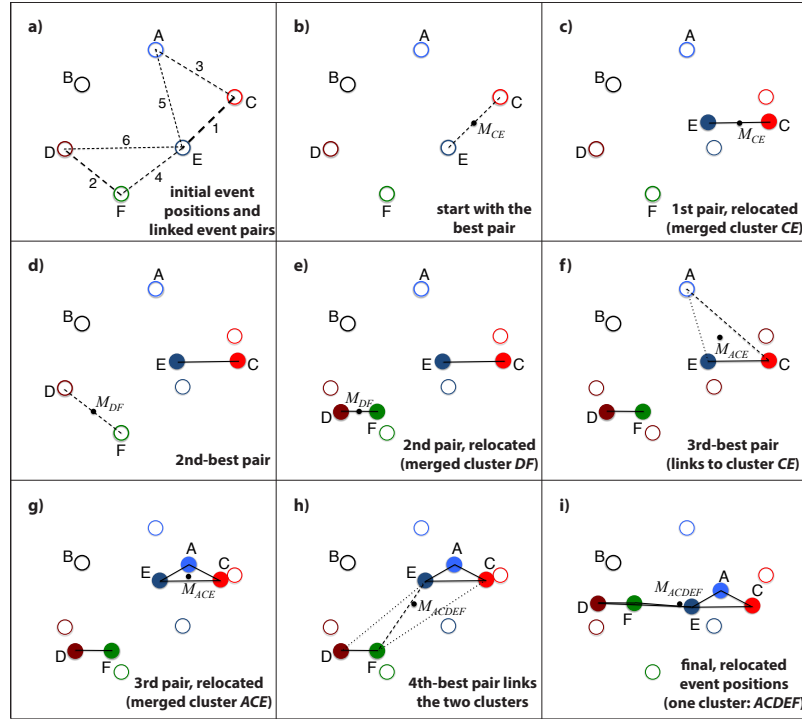 a)
A
B
3
C
5
1
6
D
E
2
4
F
initial event
positions and
linked event pairs
b)
A
B
C
M_CE
E
D
F
start with the
best pair
c)
A
B
E
C
M_CE
D
F
1st pair, relocated
(merged cluster CE)
d)
A
B
E
C
D
M_DF
F
2nd-best pair
e)
A
B
E
C
M_DF
D
F
2nd pair, relocated
(merged cluster DF)
f)
A
B
M_ACE
E
C
D
F
3rd-best pair
(links to cluster CE)
g)
A
B
E
C
M_ACE
D
F
3rd pair, relocated
(merged cluster ACE)
h)
A
B
E
C
M_ACDEF
D
F
4th-best pair links
the two clusters
i)
A
B
C
M_ACDEF
D
F
E
final, relocated
event positions
(one cluster: ACDEF)